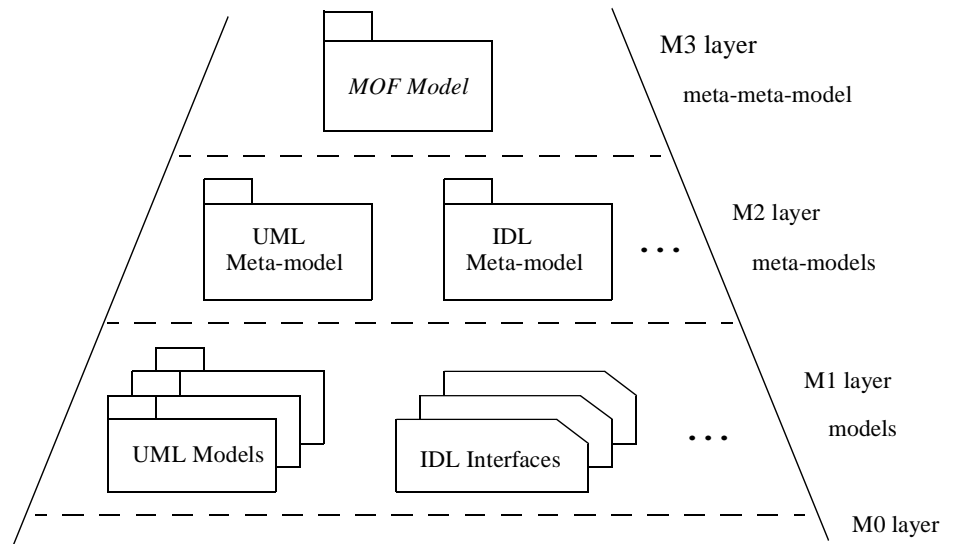 M3 layer
MOF Model
meta-meta-model
M2 layer
UML
Meta-model
IDL
Meta-model
...
meta-models
M1 layer
models
UML Models
IDL Interfaces
...
M0 layer